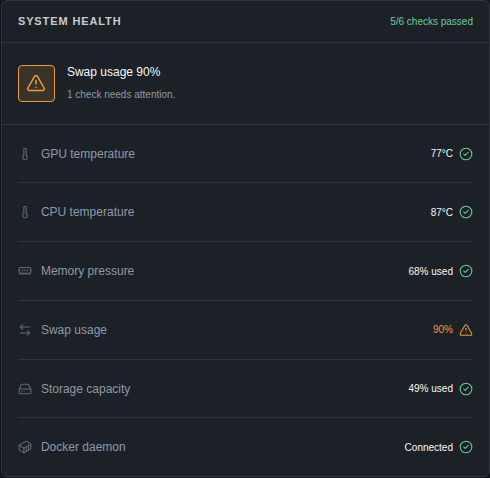 SYSTEM HEALTH 5/6 checks passed
Swap usage 90%
1 check needs attention.
GPU temperature 77°C
CPU temperature 87°C
Memory pressure 68% used
Swap usage 90%
Storage capacity 49% used
Docker daemon Connected